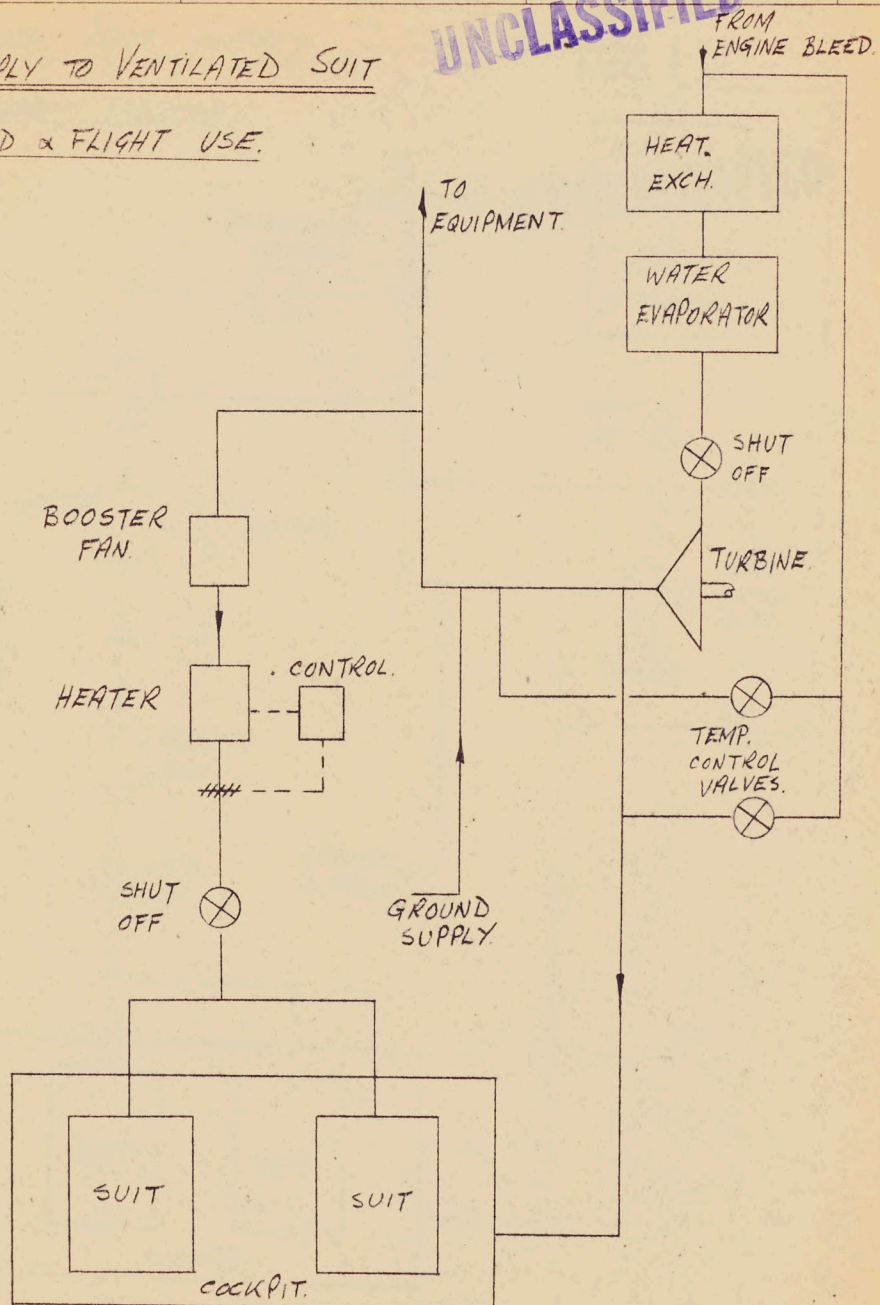 UNCLASSIFIED
TO VENTILATED SUIT
& FLIGHT USE.
FROM
ENGINE BLEED.
HEAT.
EXCH.
TO
EQUIPMENT.
WATER
EVAPORATOR
SHUT
OFF
BOOSTER
FAN.
TURBINE.
CONTROL.
HEATER
TEMP.
CONTROL
VALVES.
SHUT
OFF
GROUND
SUPPLY.
SUIT
SUIT
COCKPIT.